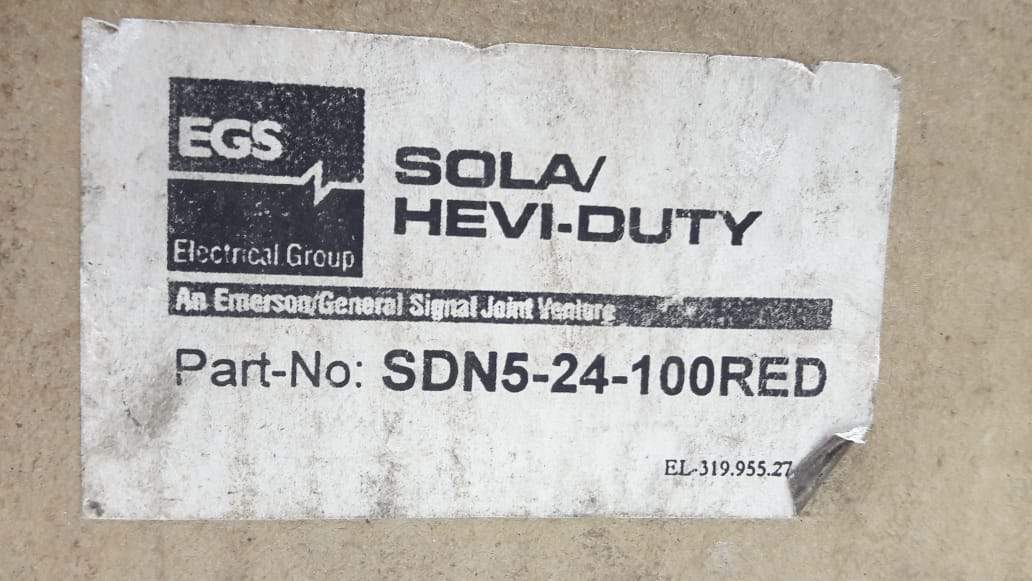 EGS
Electrical Group
SOLA/
HEVI-DUTY
An Emerson/General Signal Joint Venture
Part-No: SDN5-24-100RED
EL-319.955.27